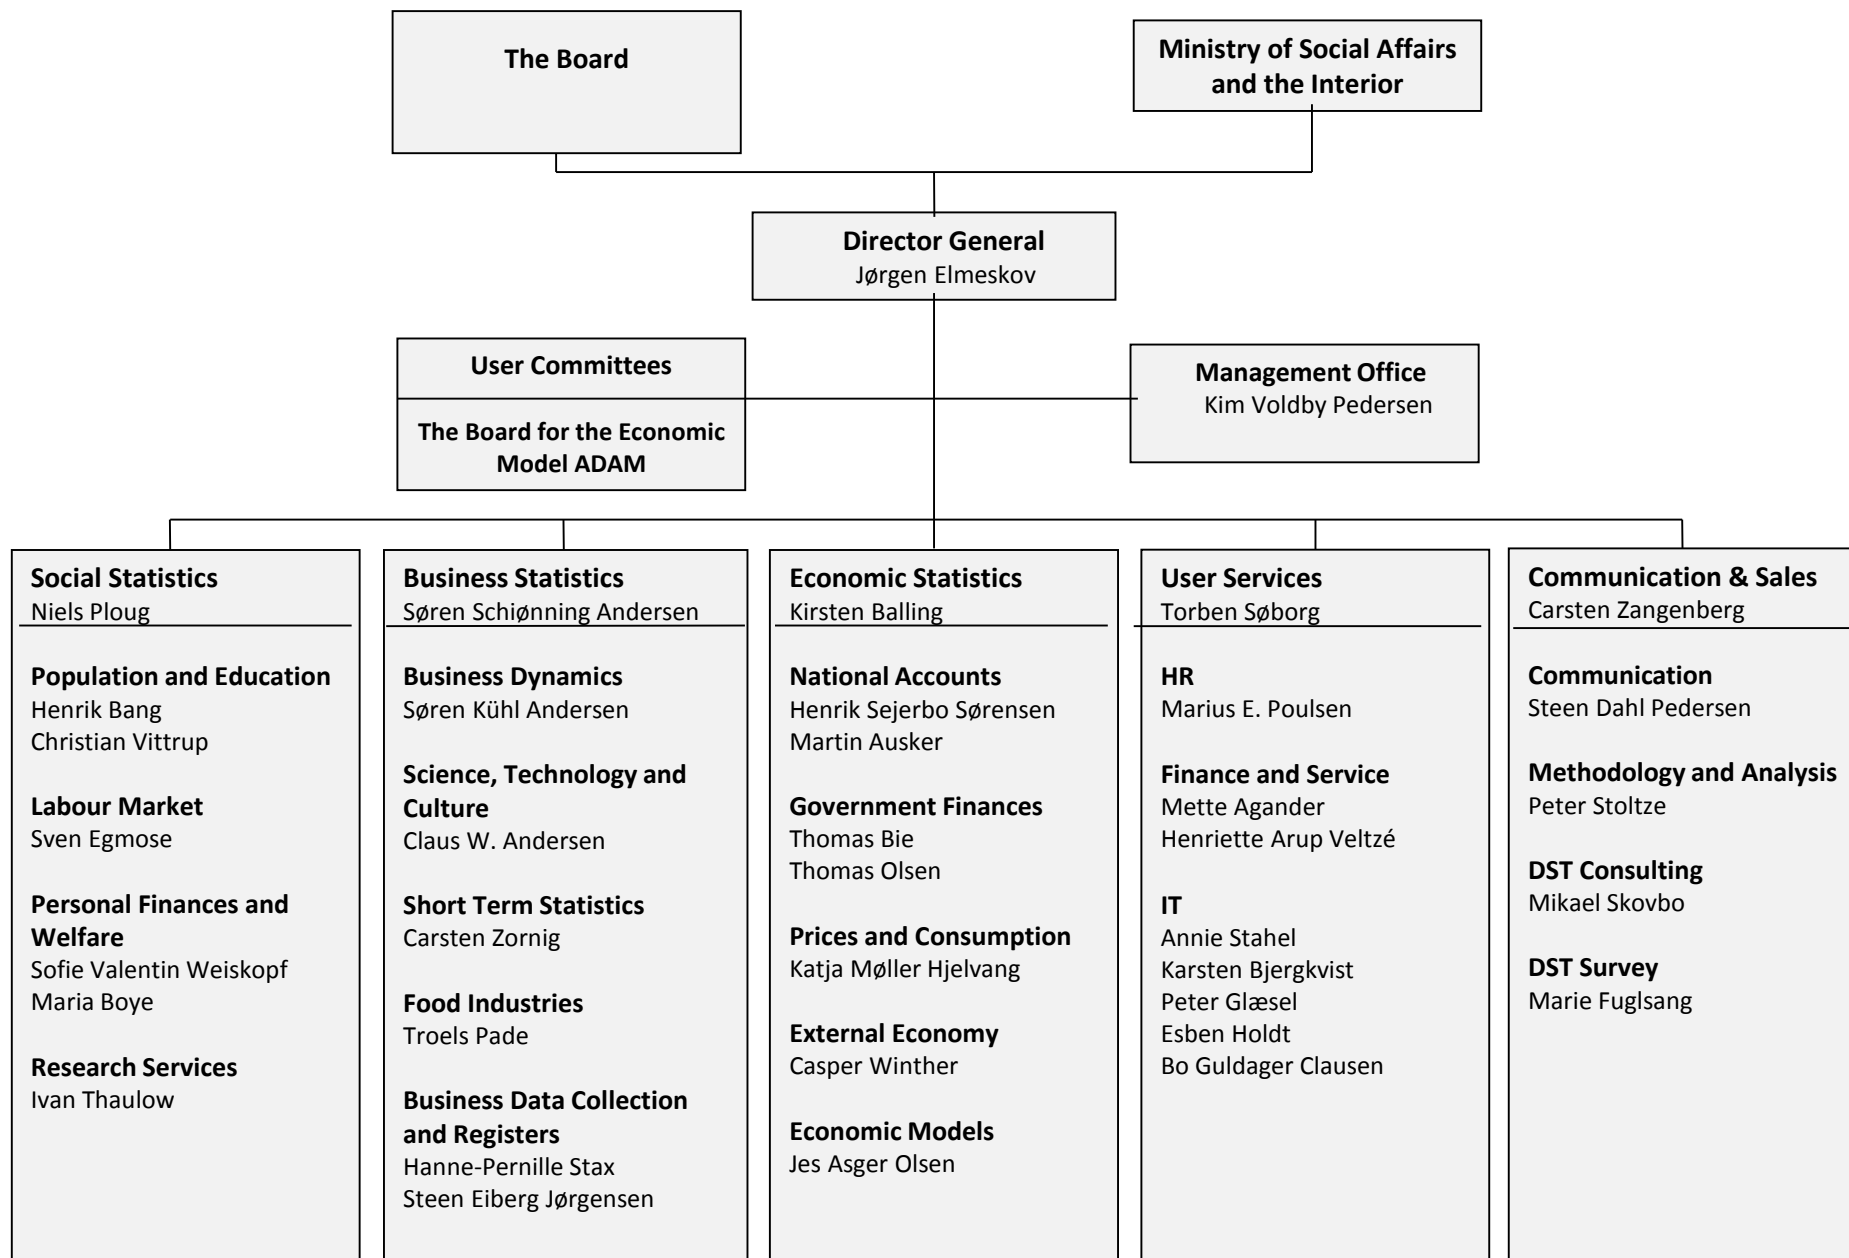 The Board
Ministry of Social Affairs
and the Interior
Director General
Jørgen Elmeskov
User Committees
The Board for the Economic
Model ADAM
Management Office
Kim Voldby Pedersen
Social Statistics
Niels Ploug
Population and Education
Henrik Bang
Christian Vittrup
Labour Market
Sven Egmose
Personal Finances and
Welfare
Sofie Valentin Weiskopf
Maria Boye
Research Services
Ivan Thaulow
Business Statistics
Søren Schiønning Andersen
Business Dynamics
Søren Kühl Andersen
Science, Technology and
Culture
Claus W. Andersen
Short Term Statistics
Carsten Zornig
Food Industries
Troels Pade
Business Data Collection
and Registers
Hanne-Pernille Stax
Steen Eiberg Jørgensen
Economic Statistics
Kirsten Balling
National Accounts
Henrik Sejerbo Sørensen
Martin Ausker
Government Finances
Thomas Bie
Thomas Olsen
Prices and Consumption
Katja Møller Hjelvang
External Economy
Casper Winther
Economic Models
Jes Asger Olsen
User Services
Torben Søborg
HR
Marius E. Poulsen
Finance and Service
Mette Agander
Henriette Arup Veltzé
IT
Annie Stahel
Karsten Bjergkvist
Peter Glæsel
Esben Holdt
Bo Guldager Clausen
Communication & Sales
Carsten Zangenberg
Communication
Steen Dahl Pedersen
Methodology and Analysis
Peter Stoltze
DST Consulting
Mikael Skovbo
DST Survey
Marie Fuglsang